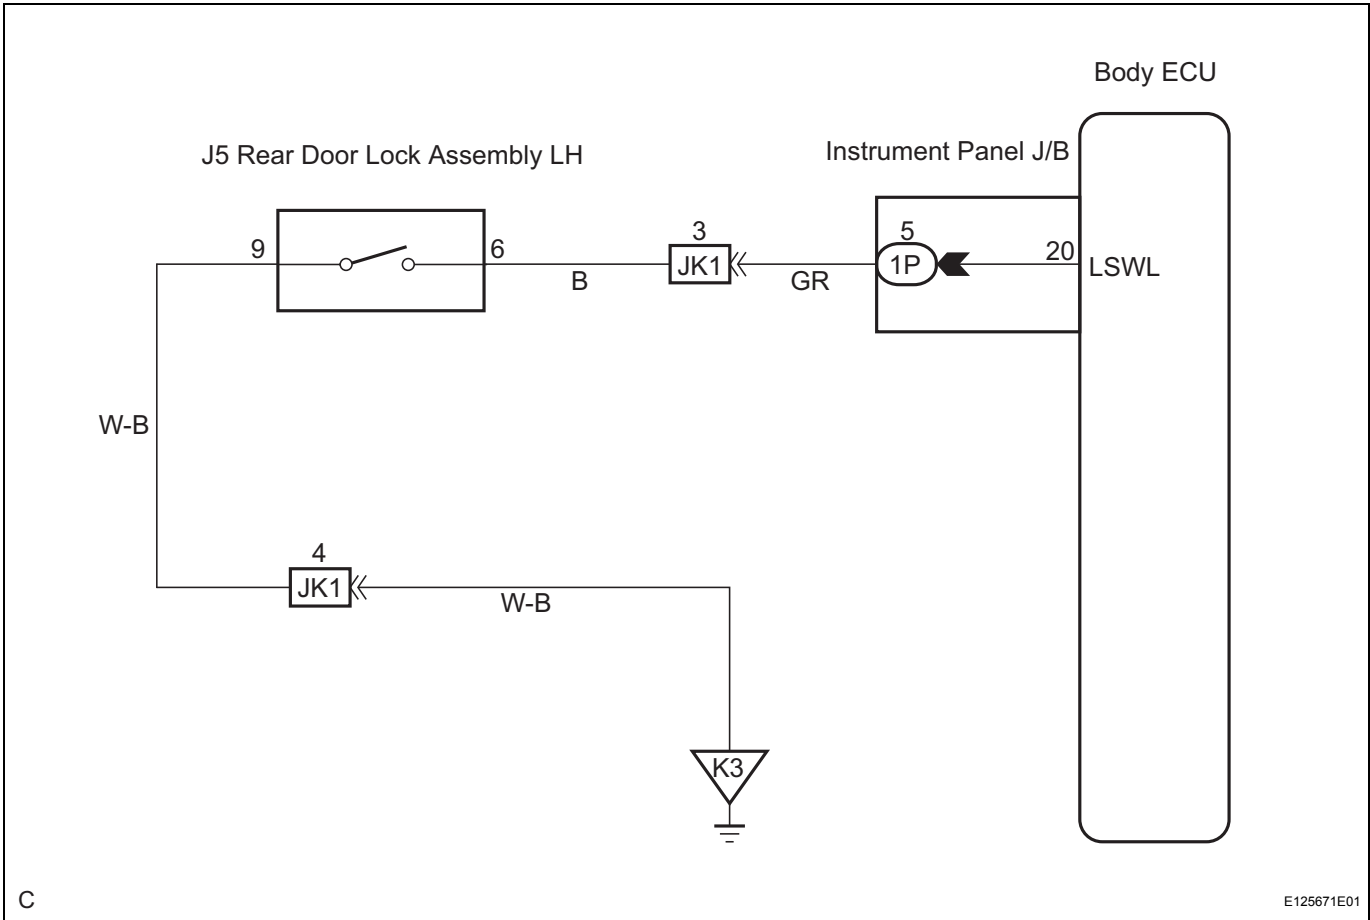 Body ECU
J5 Rear Door Lock Assembly LH
Instrument Panel J/B
9
6
3
5
20
JK1
1P
LSWL
B
GR
W-B
4
JK1
W-B
K3
C
E125671E01